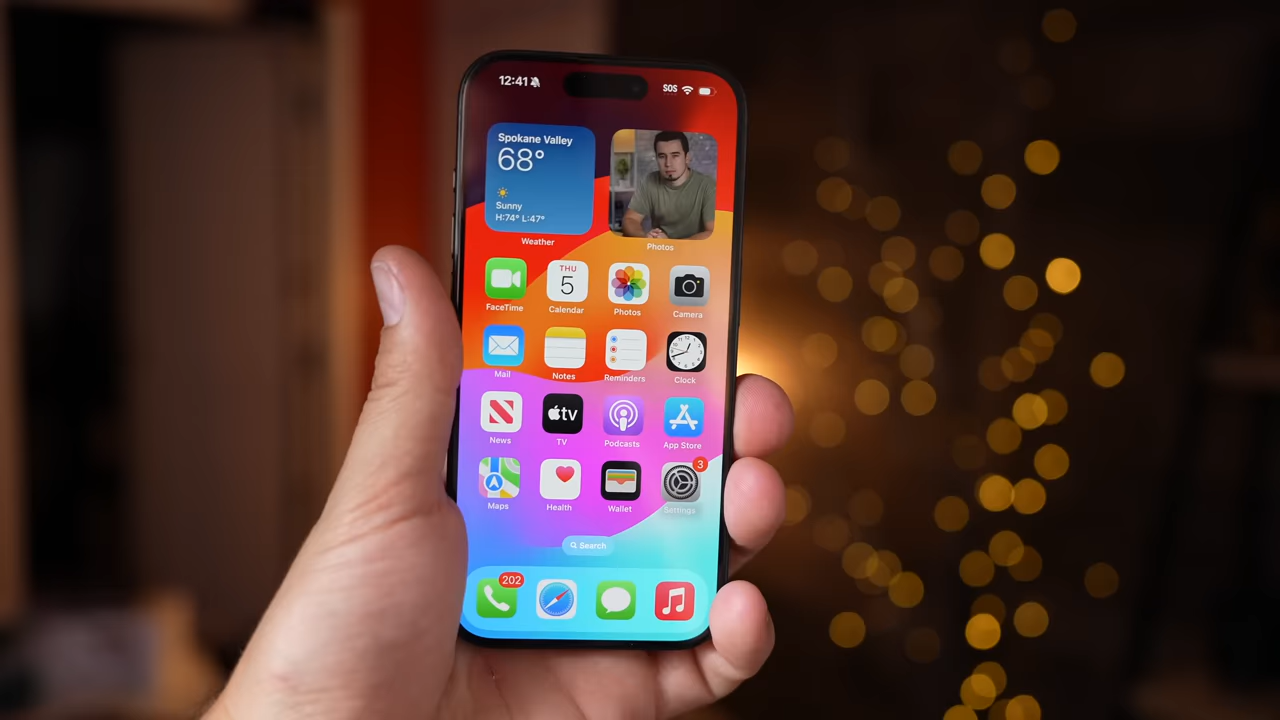 12:41
SOS
Spokane Valley
68°
Sunny
H:74° L:47°
Weather
Photos
THU
5
FaceTime
Calendar
Photos
Camera
Mail
Notes
Reminders
Clock
tv
News
TV
Podcasts
App Store
3
Maps
Health
Wallet
Settings
Search
202